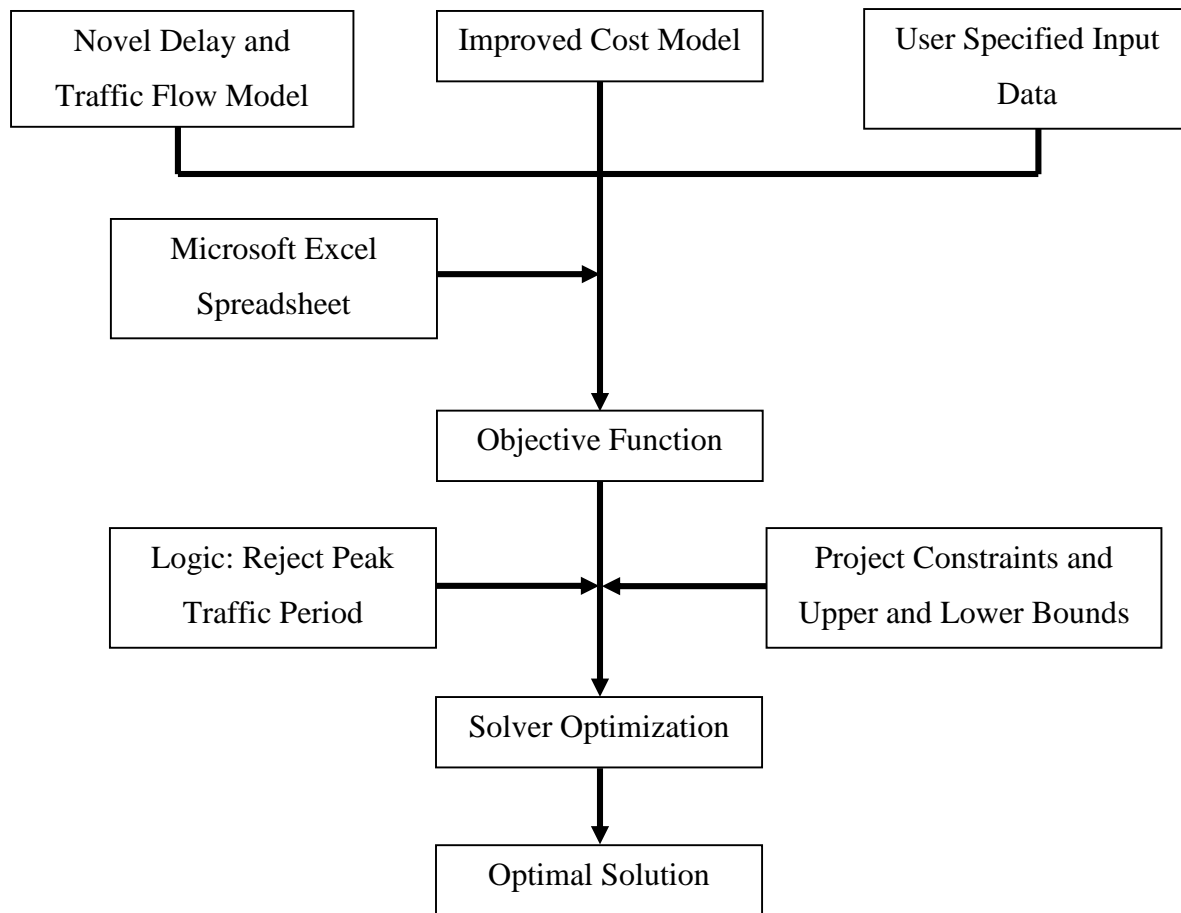 Novel Delay and
Traffic Flow Model
Improved Cost Model
User Specified Input
Data
Microsoft Excel
Spreadsheet
Objective Function
Logic: Reject Peak
Traffic Period
Project Constraints and
Upper and Lower Bounds
Solver Optimization
Optimal Solution